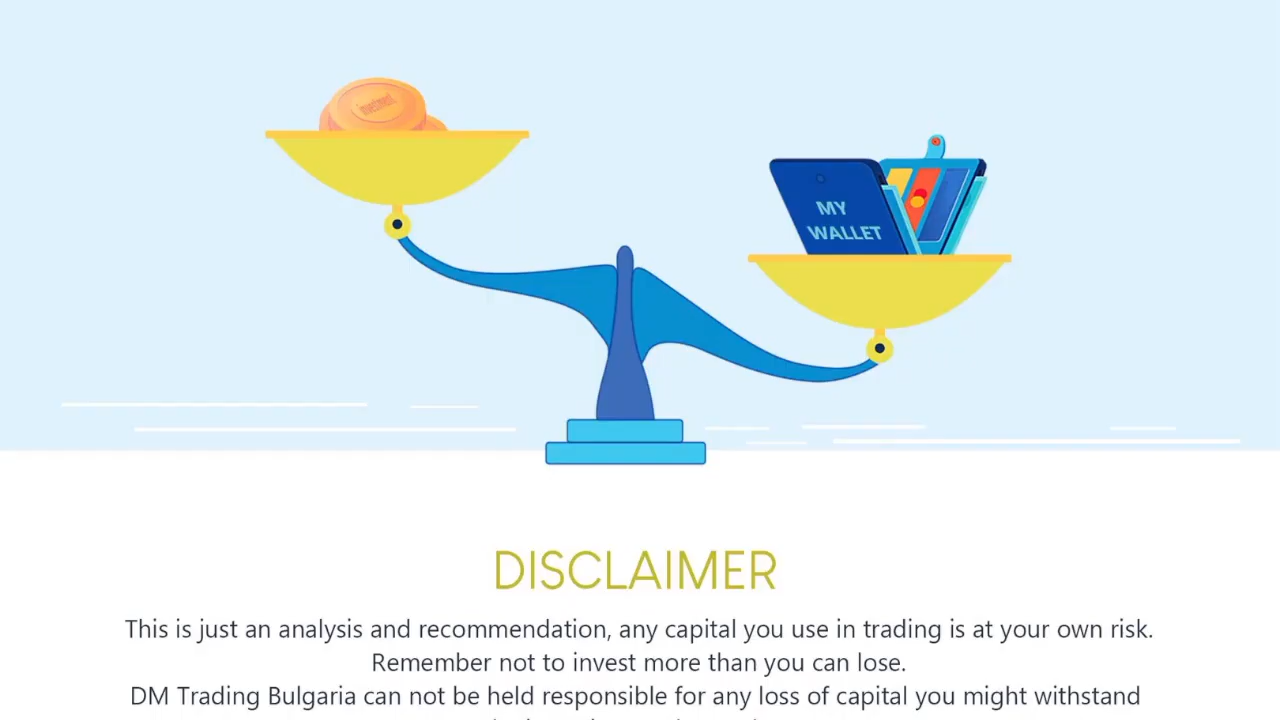 MY
WALLET
DISCLAIMER
This is just an analysis and recommendation, any capital you use in trading is at your own risk.
Remember not to invest more than you can lose.
DM Trading Bulgaria can not be held responsible for any loss of capital you might withstand